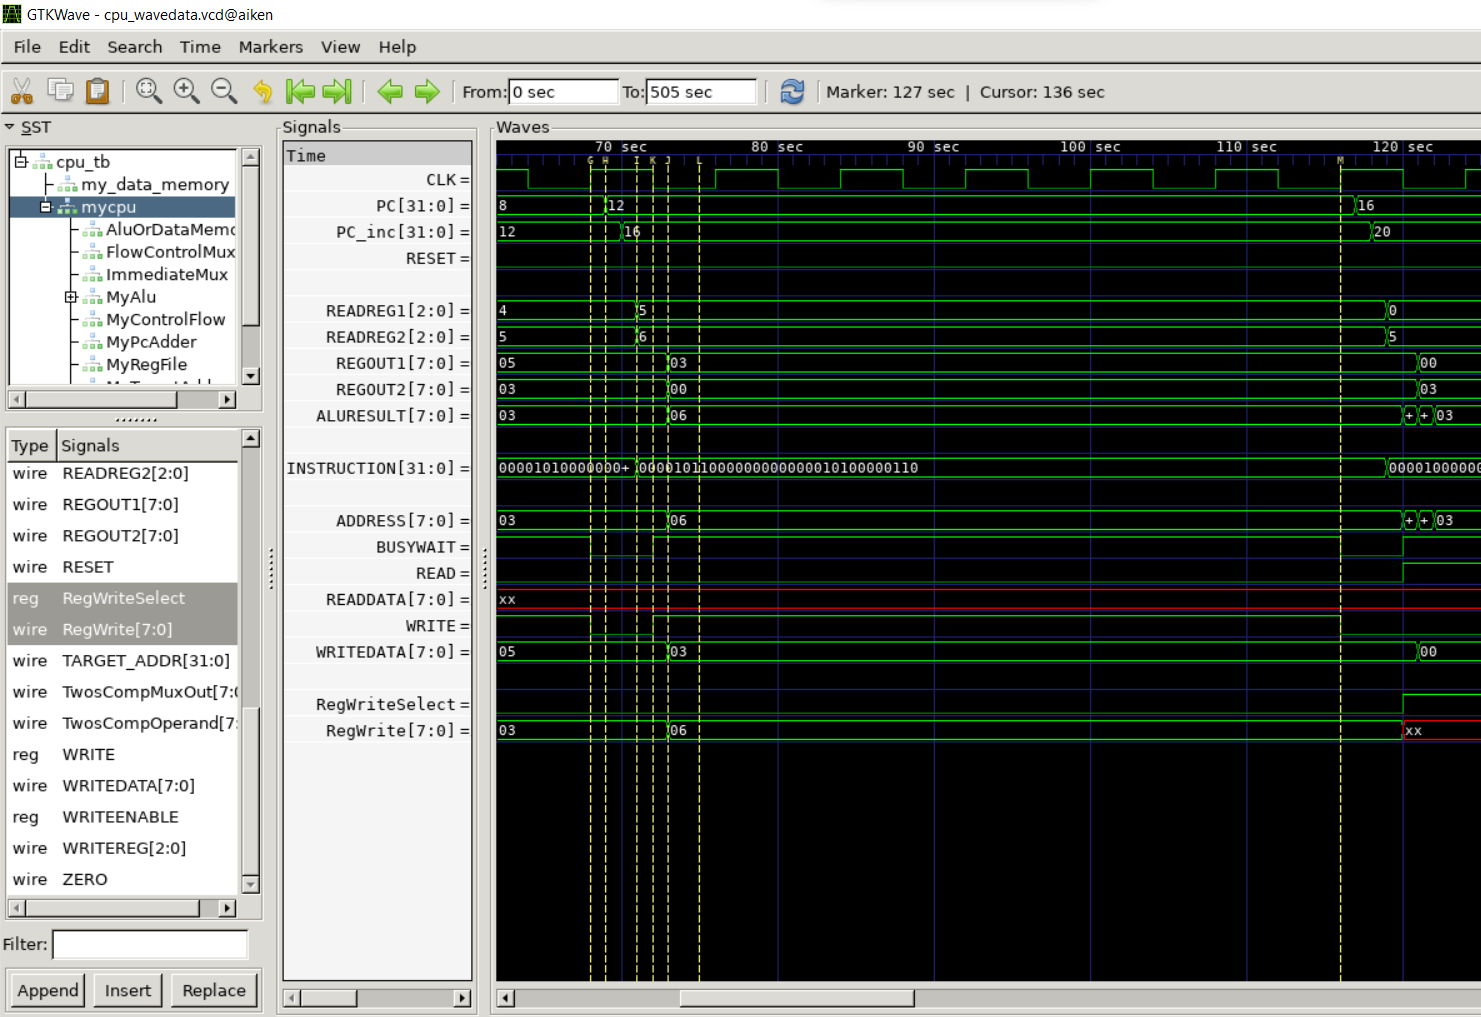 GTKWave - cpu_wavedata.vcd@aiken
File Edit Search Time Markers View Help
From: 0 sec To: 505 sec Marker: 127 sec | Cursor: 136 sec
SST
cpu_tb
my_data_memory
mycpu
AluOrDataMemo
FlowControlMux
ImmediateMux
MyAlu
MyControlFlow
MyPcAdder
MyRegFile
Type Signals
wire READREG2[2:0]
wire REGOUT1[7:0]
wire REGOUT2[7:0]
wire RESET
reg RegWriteSelect
wire RegWrite[7:0]
wire TARGET_ADDR[31:0]
wire TwosCompMuxOut[7:0
wire TwosCompOperand[7:
reg WRITE
wire WRITEDATA[7:0]
reg WRITEENABLE
wire WRITEREG[2:0]
wire ZERO
Filter:
Append Insert Replace
Signals
Time
CLK =
PC[31:0] =
PC_inc[31:0] =
RESET =
READREG1[2:0] =
READREG2[2:0] =
REGOUT1[7:0] =
REGOUT2[7:0] =
ALURESULT[7:0] =
INSTRUCTION[31:0] =
ADDRESS[7:0] =
BUSYWAIT =
READ =
READDATA[7:0] =
WRITE =
WRITEDATA[7:0] =
RegWriteSelect =
RegWrite[7:0] =
Waves
70 sec 80 sec 90 sec 100 sec 110 sec 120 sec
G H I K J L M
8 12 16
12 16 20
4 5 0
5 6 5
05 03 00
03 00 03
03 06 + + 03
00001010000000+ 00001011000000000000010100000110 0000100000
03 06 + + 03
xx
05 03 00
03 06 xx